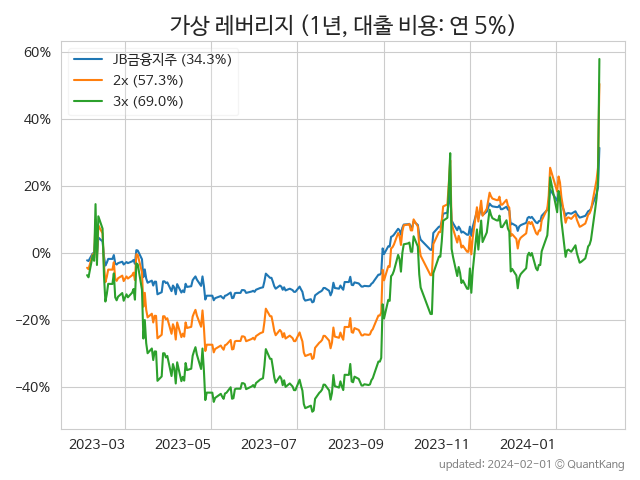 가상 레버리지 (1년, 대출 비용: 연 5%)
JB금융지주 (34.3%)
2x (57.3%)
3x (69.0%)
60%
40%
20%
0%
−20%
−40%
2023-03 2023-05 2023-07 2023-09 2023-11 2024-01
updated: 2024-02-01 © QuantKang